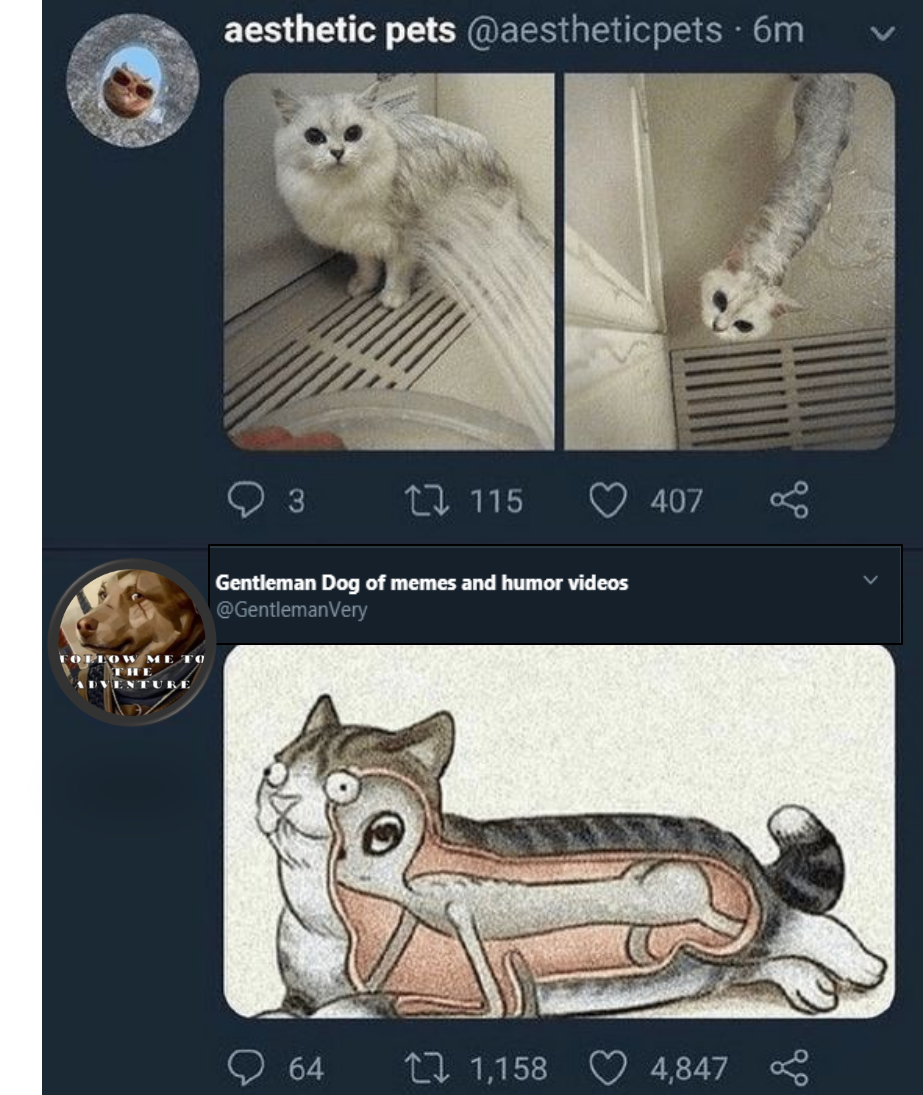 aesthetic pets @aestheticpets · 6m
3 115 407
Gentleman Dog of memes and humor videos
@GentlemanVery
FOLLOW ME TO
THE
ADVENTURE
64 1,158 4,847